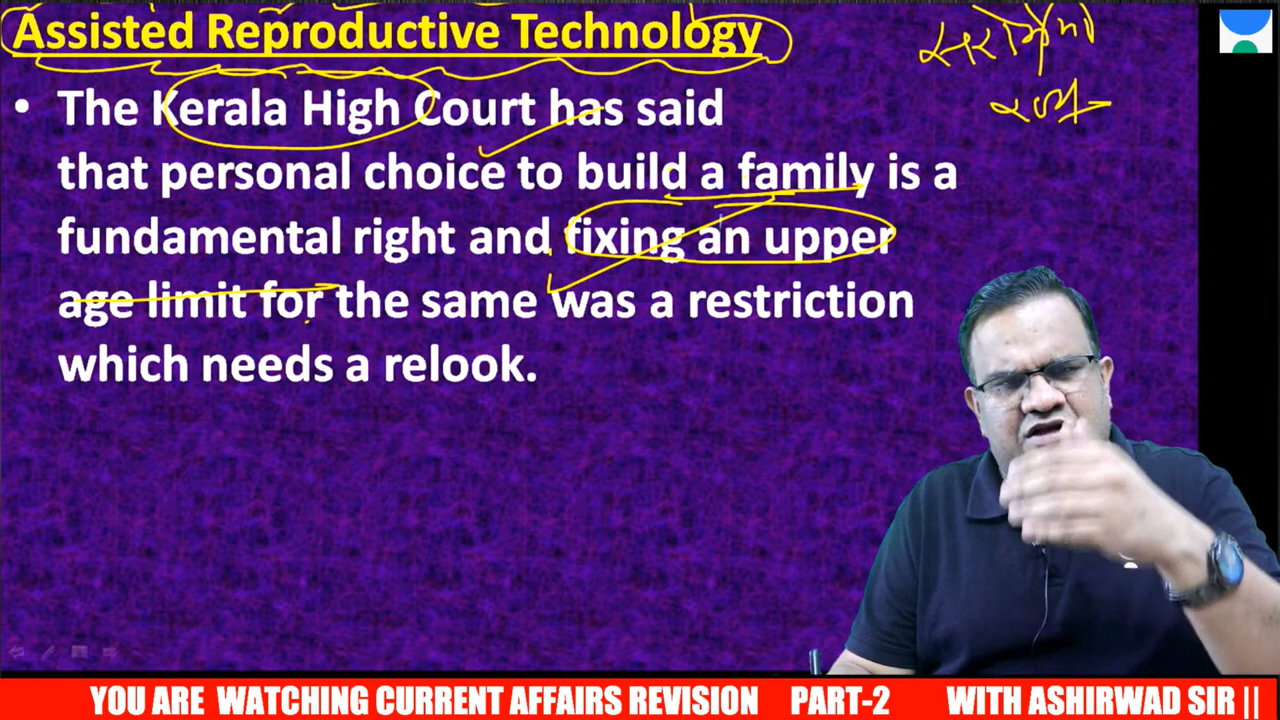 Assisted Reproductive Technology
• The Kerala High Court has said
that personal choice to build a family is a
fundamental right and fixing an upper
age limit for the same was a restriction
which needs a relook.
YOU ARE WATCHING CURRENT AFFAIRS REVISION PART-2 WITH ASHIRWAD SIR ||